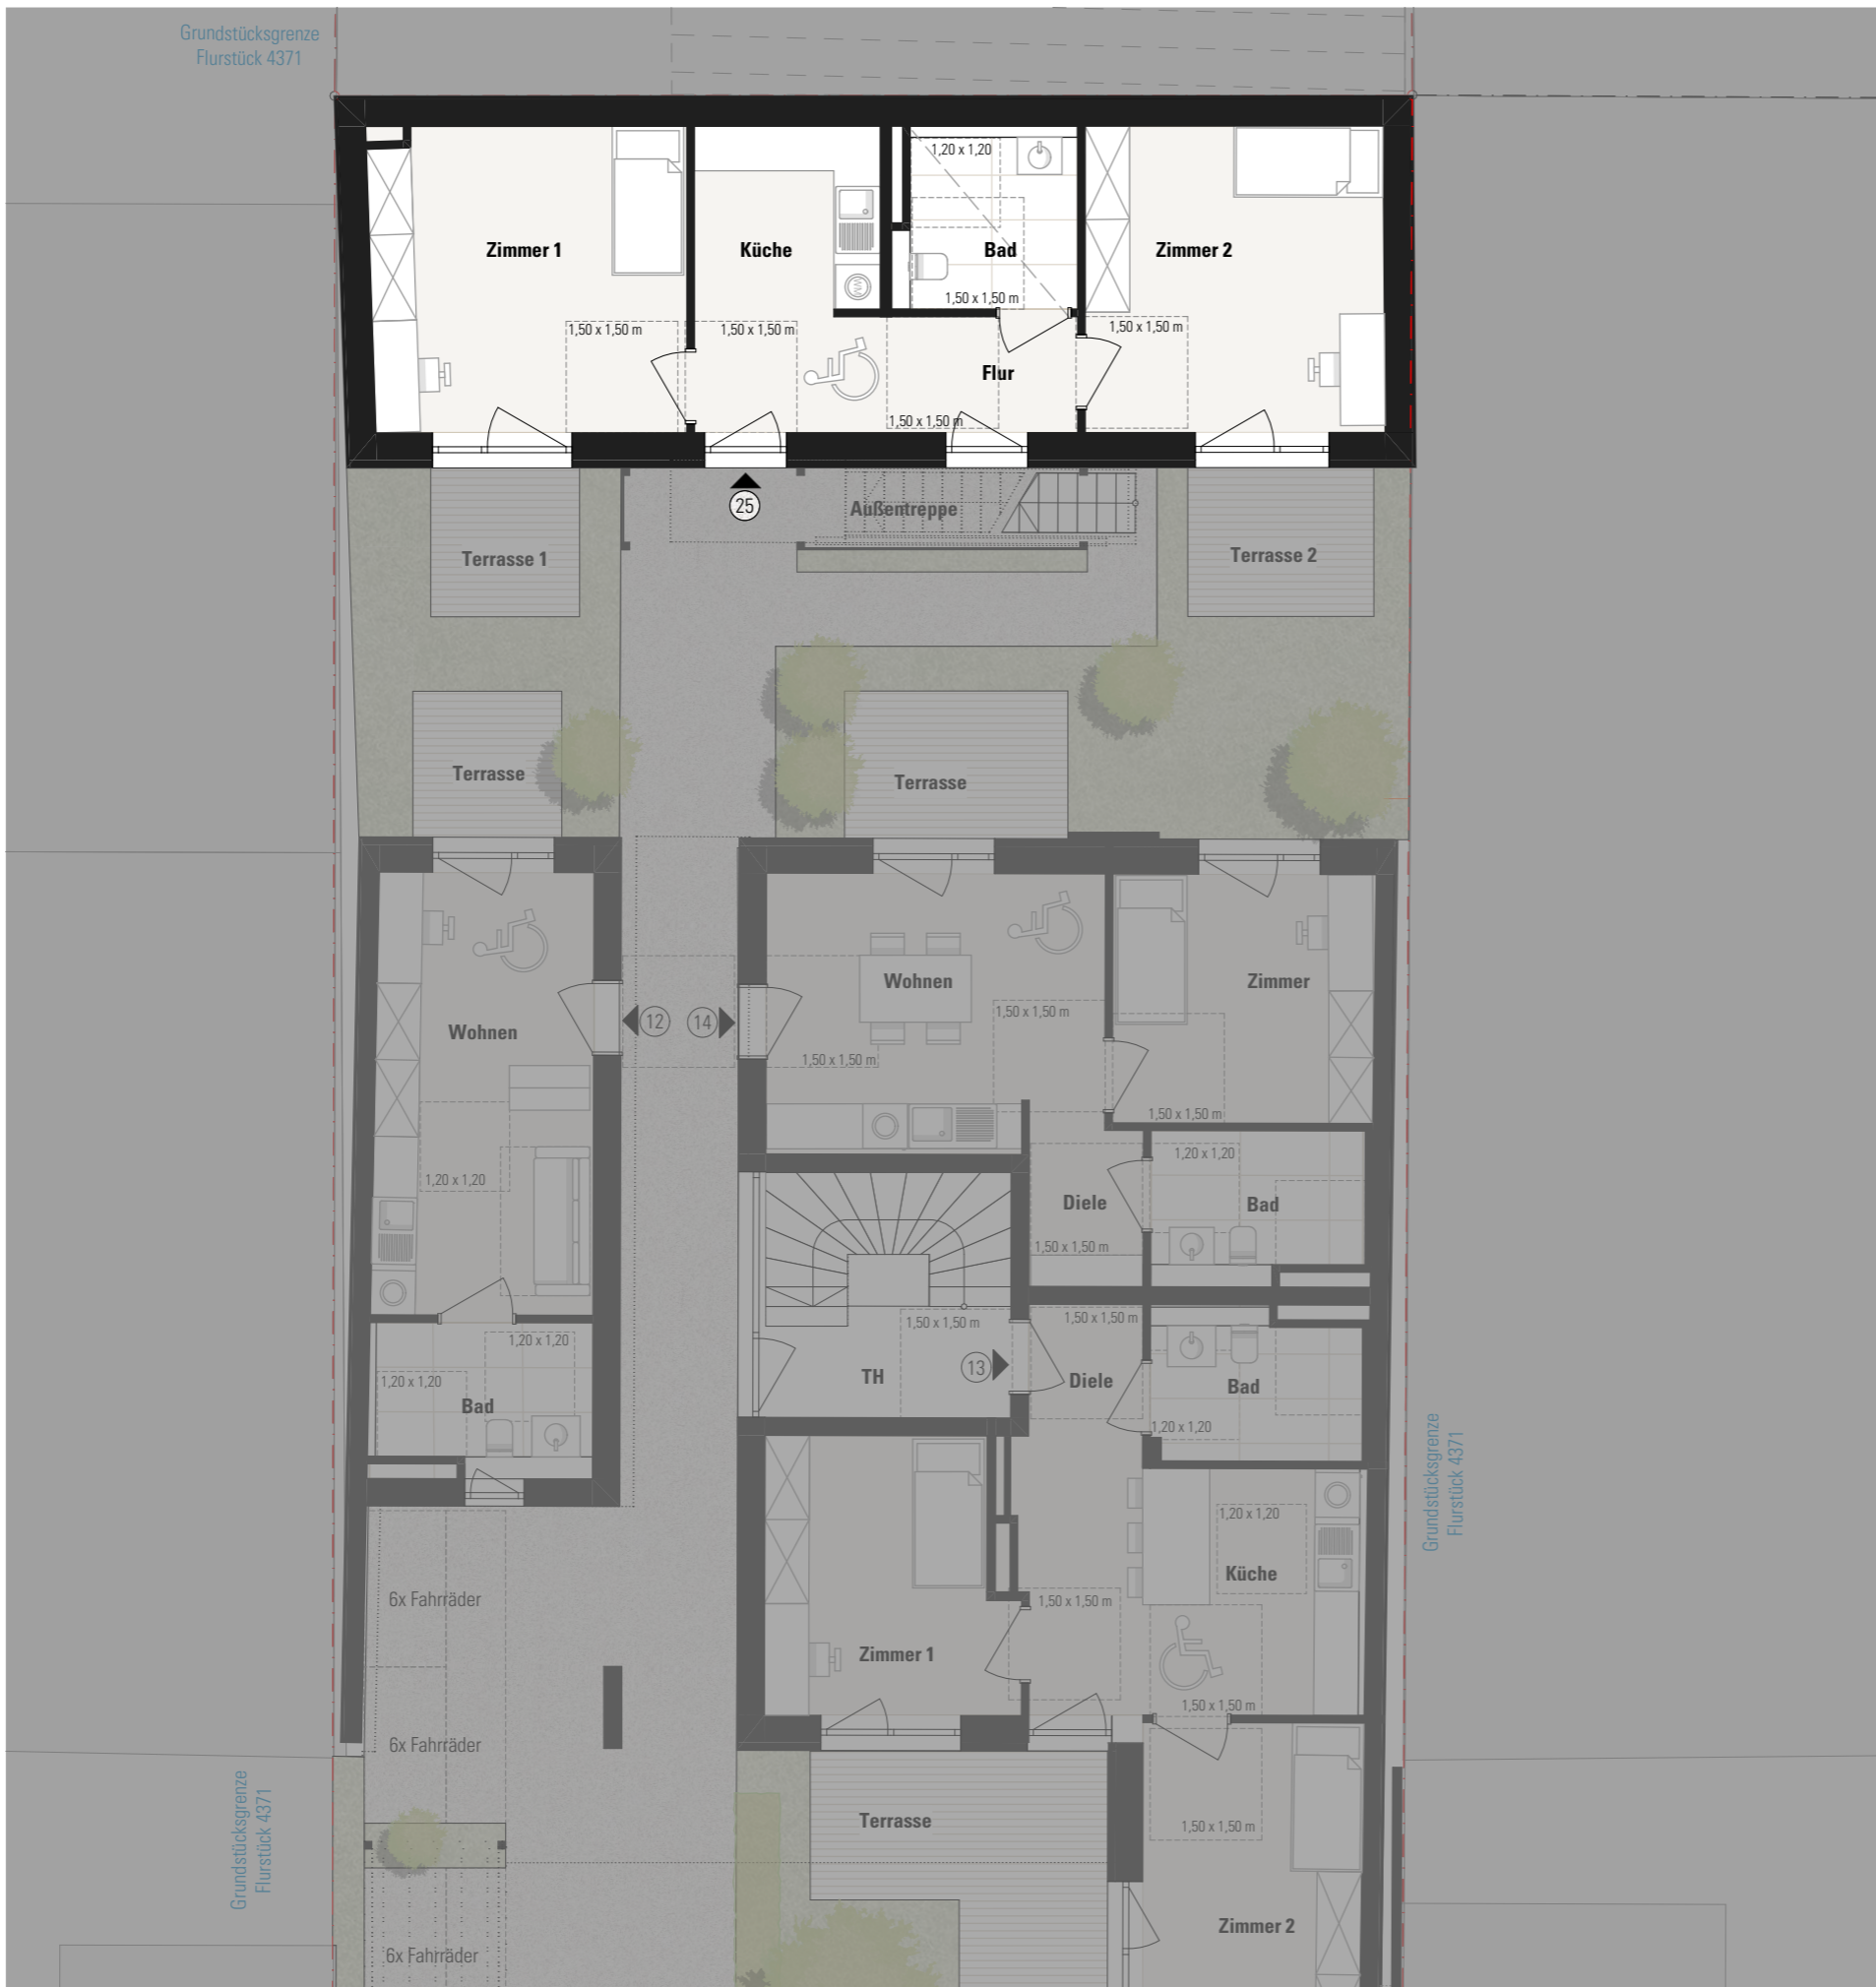 Grundstücksgrenze
Flurstück 4371
1,20 x 1,20
Zimmer 1
Küche
Bad
Zimmer 2
1,50 x 1,50 m
1,50 x 1,50 m
1,50 x 1,50 m
1,50 x 1,50 m
Flur
1,50 x 1,50 m
25
Außentreppe
Terrasse 1
Terrasse 2
Terrasse
Terrasse
Wohnen
Zimmer
1,50 x 1,50 m
12
14
Wohnen
1,50 x 1,50 m
1,50 x 1,50 m
1,20 x 1,20
1,20 x 1,20
Diele
Bad
1,50 x 1,50 m
1,50 x 1,50 m
1,50 x 1,50 m
1,20 x 1,20
1,20 x 1,20
TH
13
Diele
Bad
Bad
1,20 x 1,20
Grundstücksgrenze
Flurstück 4371
1,20 x 1,20
Küche
6x Fahrräder
1,50 x 1,50 m
Zimmer 1
1,50 x 1,50 m
6x Fahrräder
Grundstücksgrenze
Flurstück 4371
Terrasse
1,50 x 1,50 m
Zimmer 2
6x Fahrräder